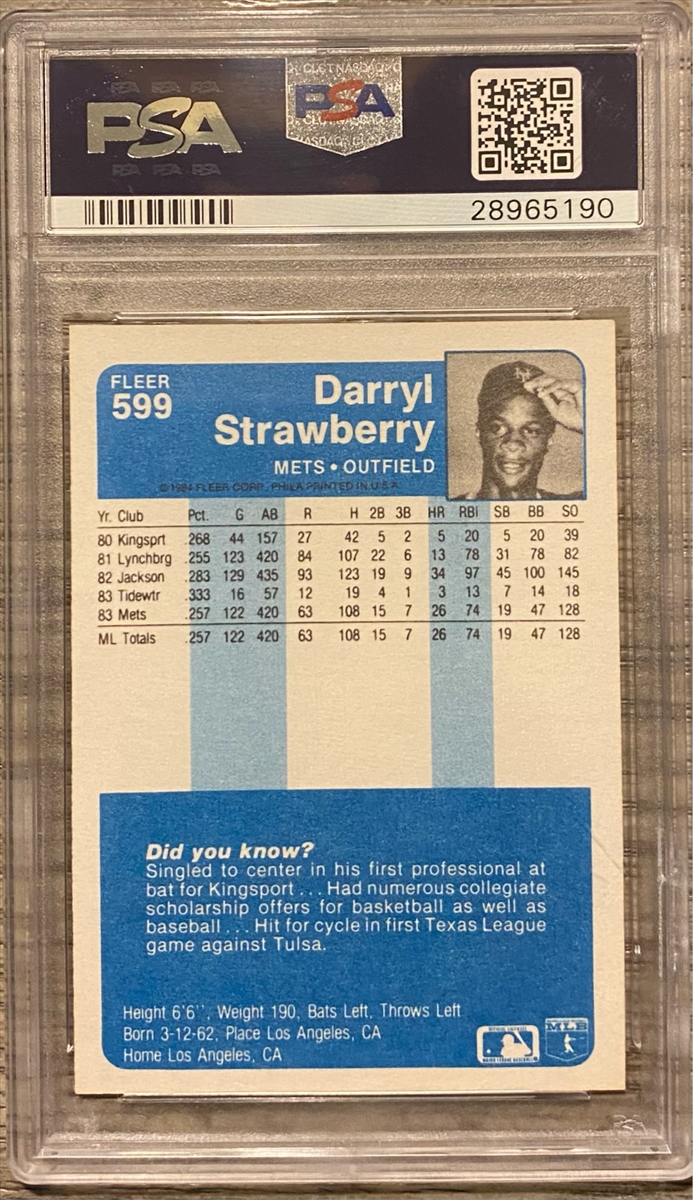 PSA PSA PSA
PSA
PSA PSA PSA
PSA
28965190
FLEER
599
Darryl
Strawberry
METS • OUTFIELD
© 1984 FLEER CORP., PHILA PRINTED IN U.S.A.
Yr. Club Pct. G AB R H 2B 3B HR RBI SB BB SO
80 Kingsprt .268 44 157 27 42 5 2 5 20 5 20 39
81 Lynchbrg .255 123 420 84 107 22 6 13 78 31 78 82
82 Jackson .283 129 435 93 123 19 9 34 97 45 100 145
83 Tidewtr .333 16 57 12 19 4 1 3 13 7 14 18
83 Mets .257 122 420 63 108 15 7 26 74 19 47 128
ML Totals .257 122 420 63 108 15 7 26 74 19 47 128
Did you know?
Singled to center in his first professional at
bat for Kingsport . . . Had numerous collegiate
scholarship offers for basketball as well as
baseball . . . Hit for cycle in first Texas League
game against Tulsa.
Height 6'6'', Weight 190, Bats Left, Throws Left
Born 3-12-62, Place Los Angeles, CA
Home Los Angeles, CA
MLB